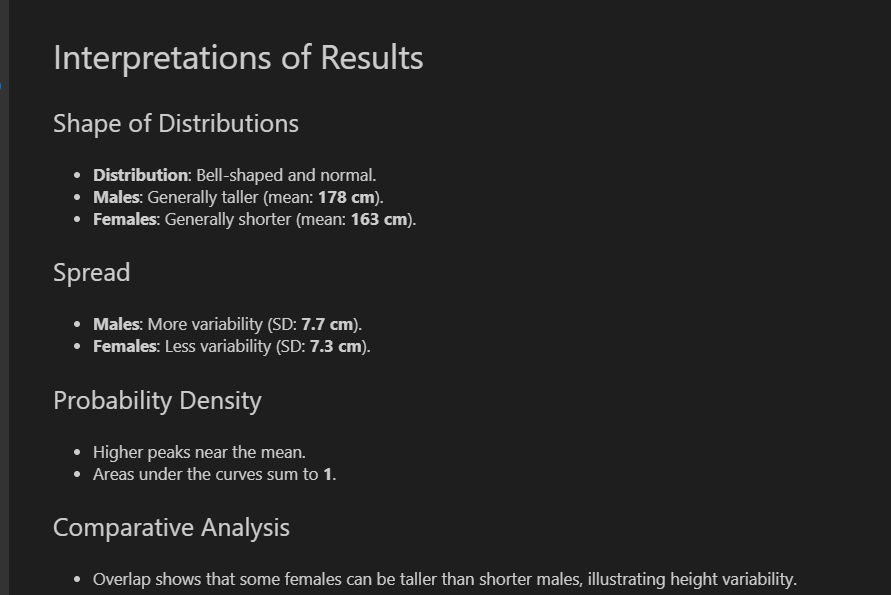 Interpretations of Results
Shape of Distributions
• Distribution: Bell-shaped and normal.
• Males: Generally taller (mean: 178 cm).
• Females: Generally shorter (mean: 163 cm).
Spread
• Males: More variability (SD: 7.7 cm).
• Females: Less variability (SD: 7.3 cm).
Probability Density
• Higher peaks near the mean.
• Areas under the curves sum to 1.
Comparative Analysis
• Overlap shows that some females can be taller than shorter males, illustrating height variability.